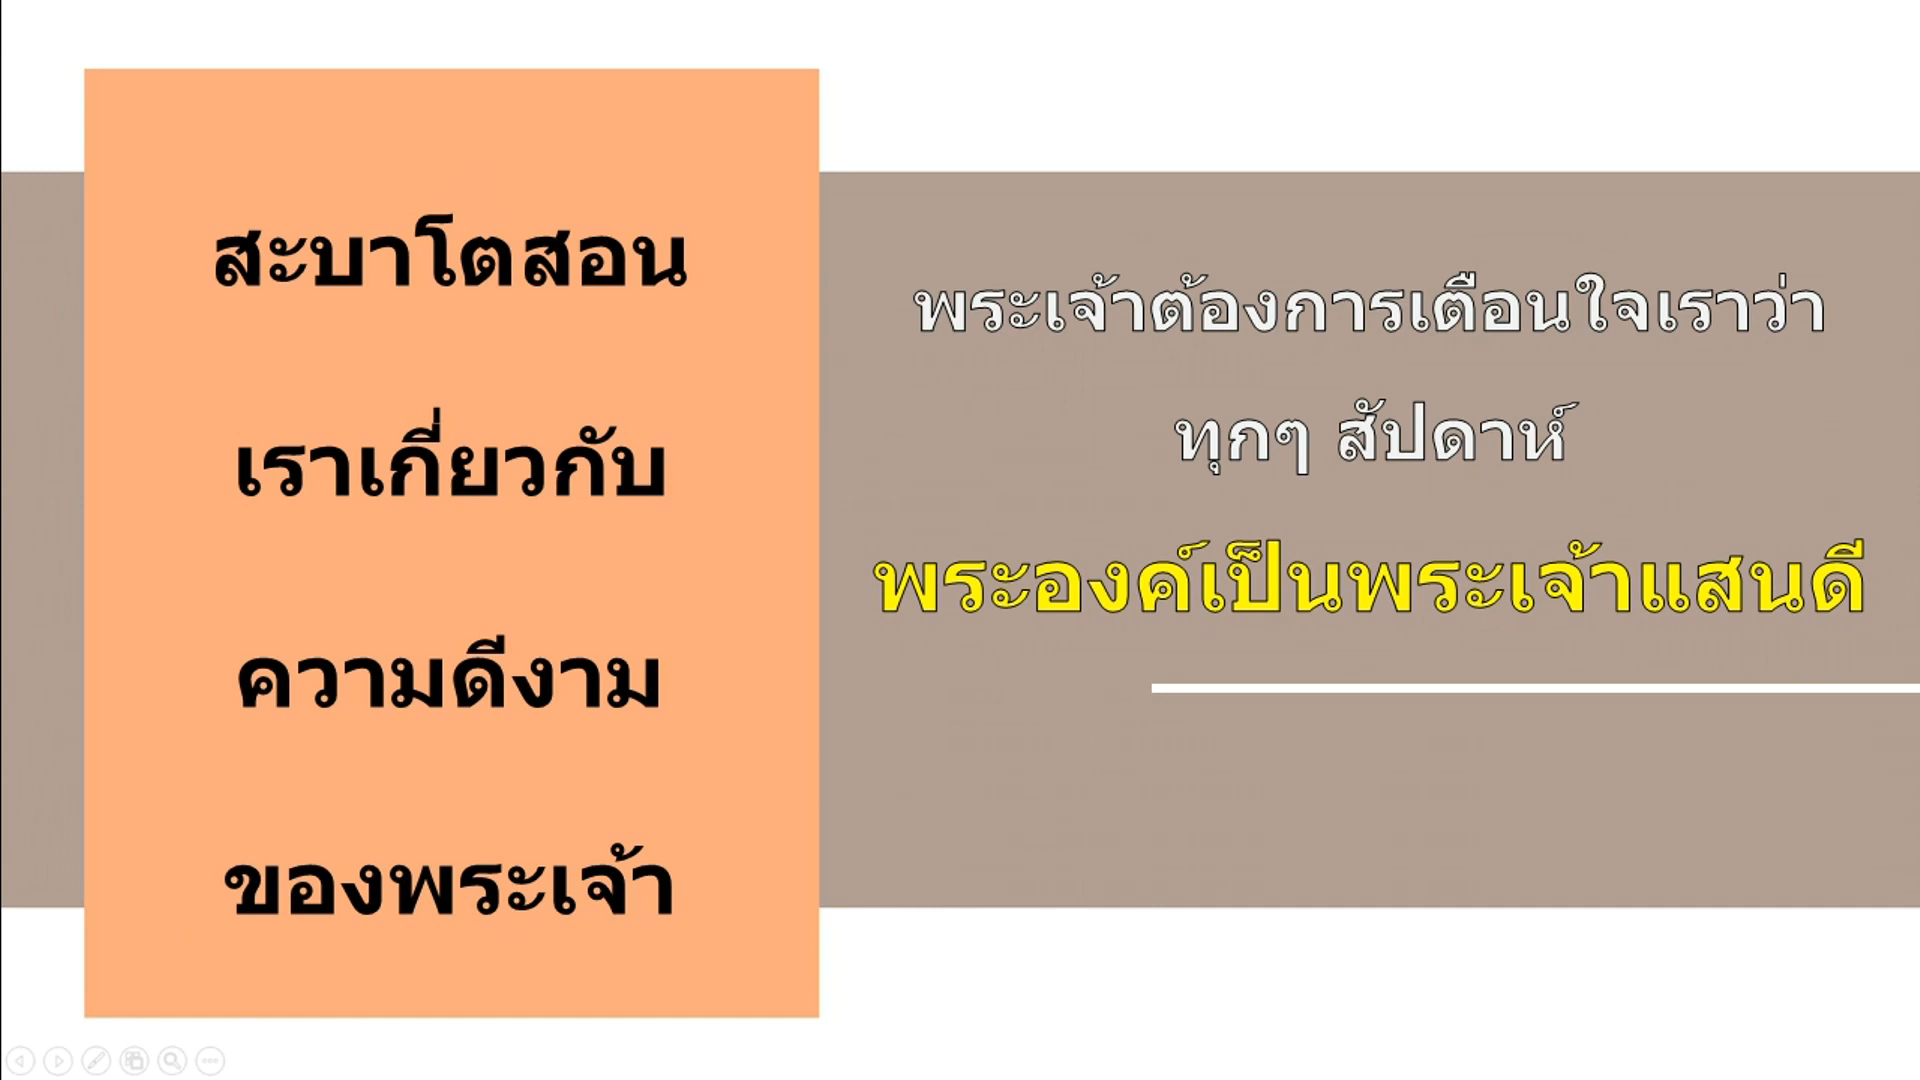 สะบาโตสอน
เราเกี่ยวกับ
ความดีงาม
ของพระเจ้า
พระเจ้าต้องการเตือนใจเราว่า
ทุกๆ สัปดาห์
พระองค์เป็นพระเจ้าแสนดี